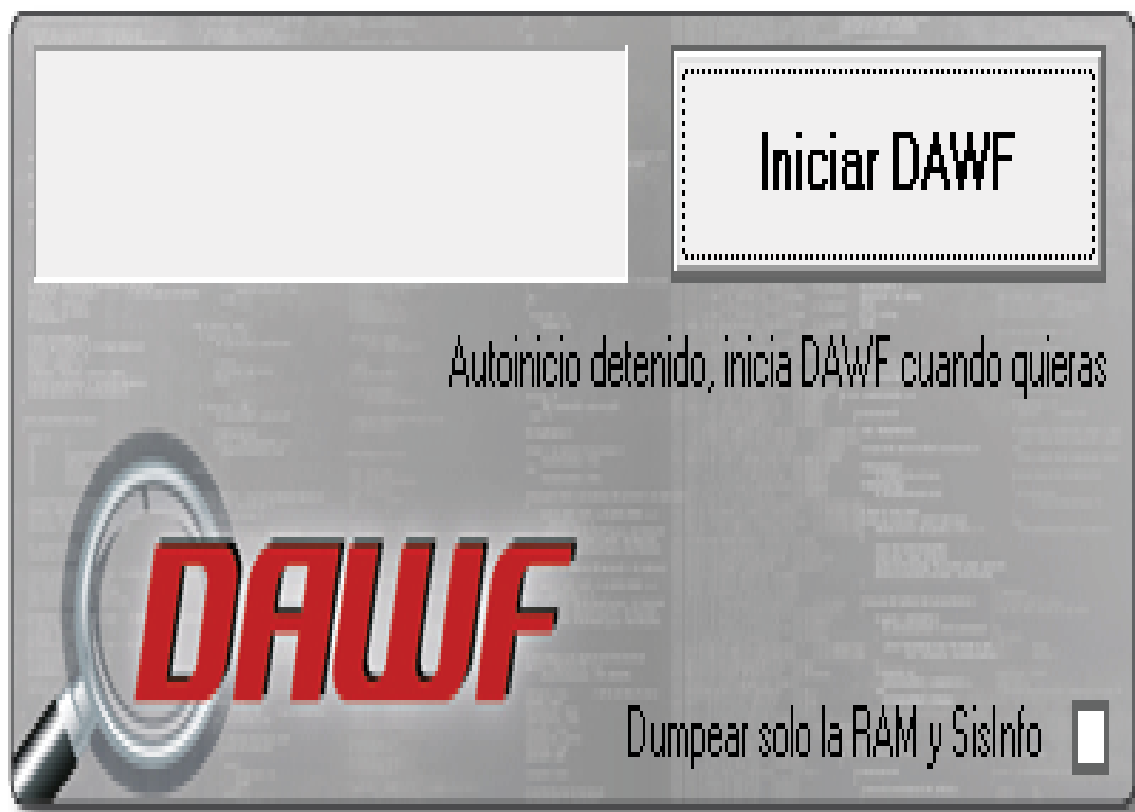 Iniciar DAWF
Autoinicio detenido, inicia DAWF cuando quieras
DAWF
Dumpear solo la RAM y SisInfo